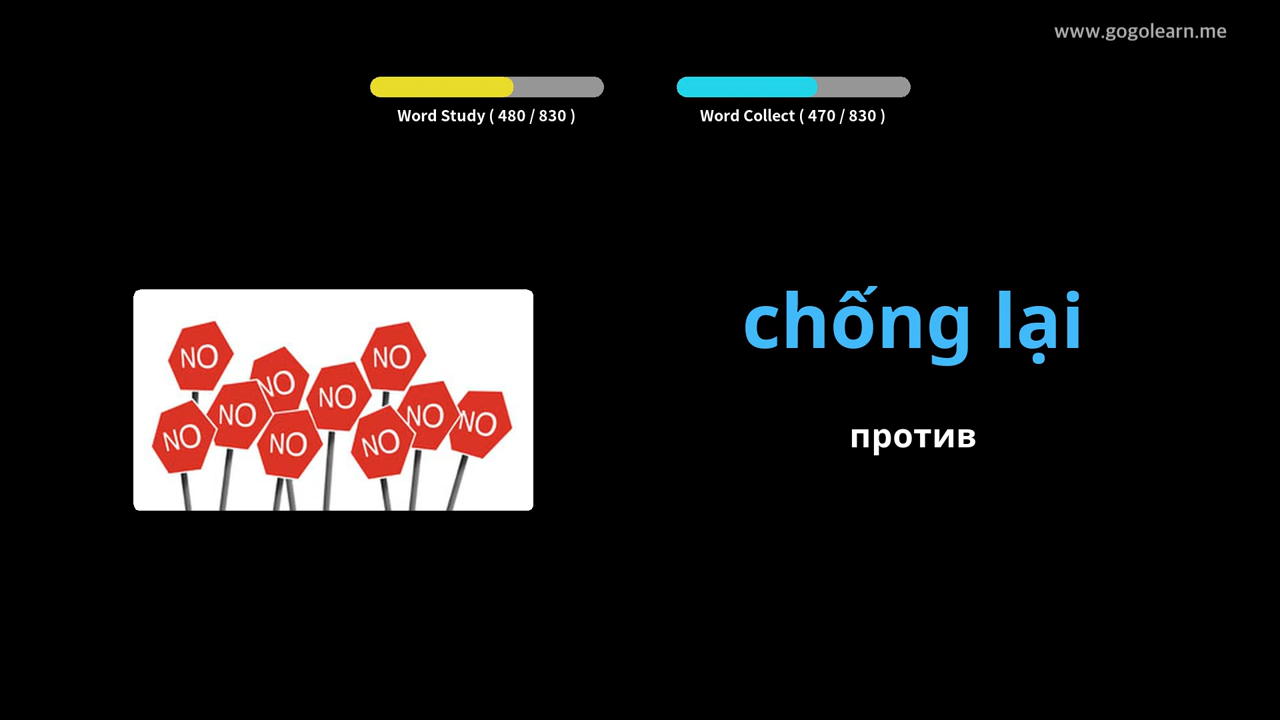 www.gogolearn.me
Word Study ( 480 / 830 )
Word Collect ( 470 / 830 )
NO
NO
NO
NO
NO
NO
NO
NO
NO
NO
chống lại
против